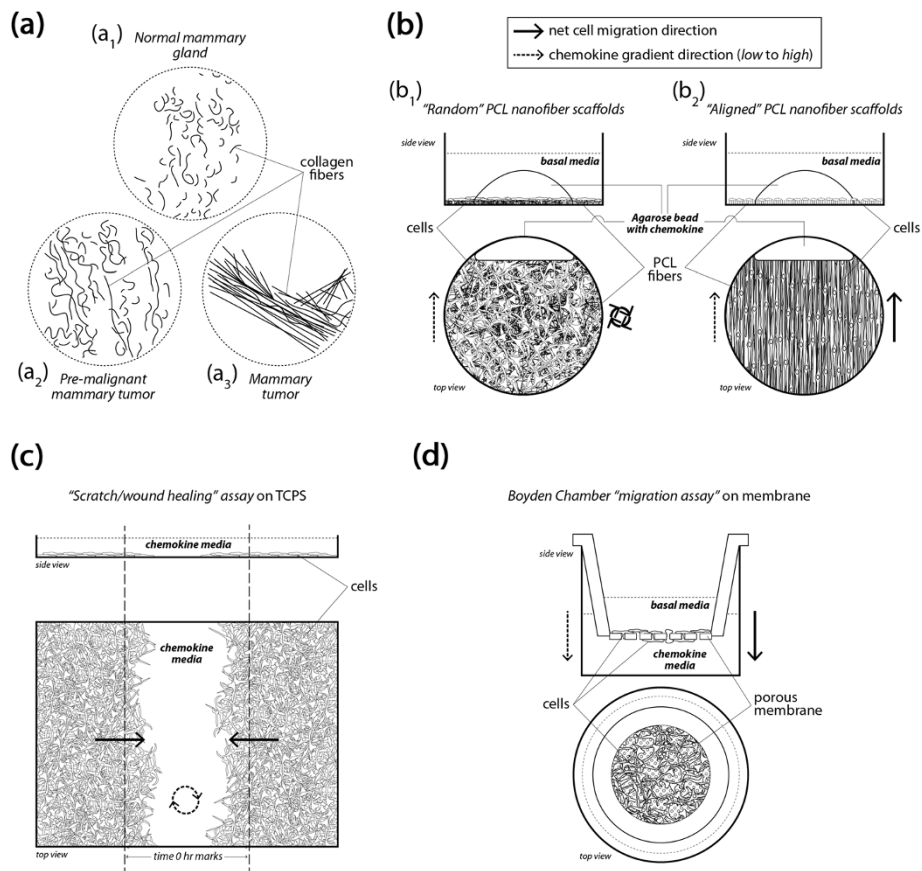 (a)
(a1)
Normal mammary
gland
collagen
fibers
(a2)
Pre-malignant
mammary tumor
(a3)
Mammary
tumor
(b)
net cell migration direction
chemokine gradient direction (low to high)
(b1)
"Random" PCL nanofiber scaffolds
side view
basal media
(b2)
"Aligned" PCL nanofiber scaffolds
side view
basal media
cells
Agarose bead
with chemokine
cells
PCL
fibers
top view
top view
(c)
"Scratch/wound healing" assay on TCPS
chemokine media
side view
cells
chemokine
media
top view
time 0 hr marks
(d)
Boyden Chamber "migration assay" on membrane
side view
basal media
chemokine
media
cells
porous
membrane
top view